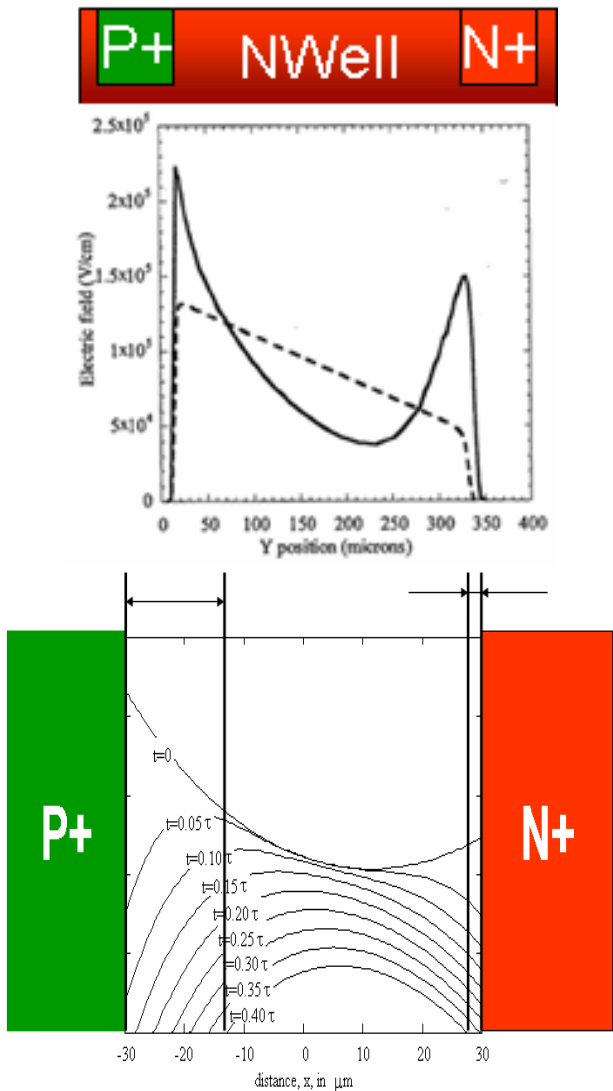 P+ NWell N+
2.5x10⁵
2x10⁵
1.5x10⁵
1x10⁵
5x10⁴
0
Electric field (V/cm)
0 50 100 150 200 250 300 350 400
Y position (microns)
P+
N+
t=0
t=0.05 τ
t=0.10 τ
t=0.15 τ
t=0.20 τ
t=0.25 τ
t=0.30 τ
t=0.35 τ
t=0.40 τ
-30 -20 -10 0 10 20 30
distance, x, in μm